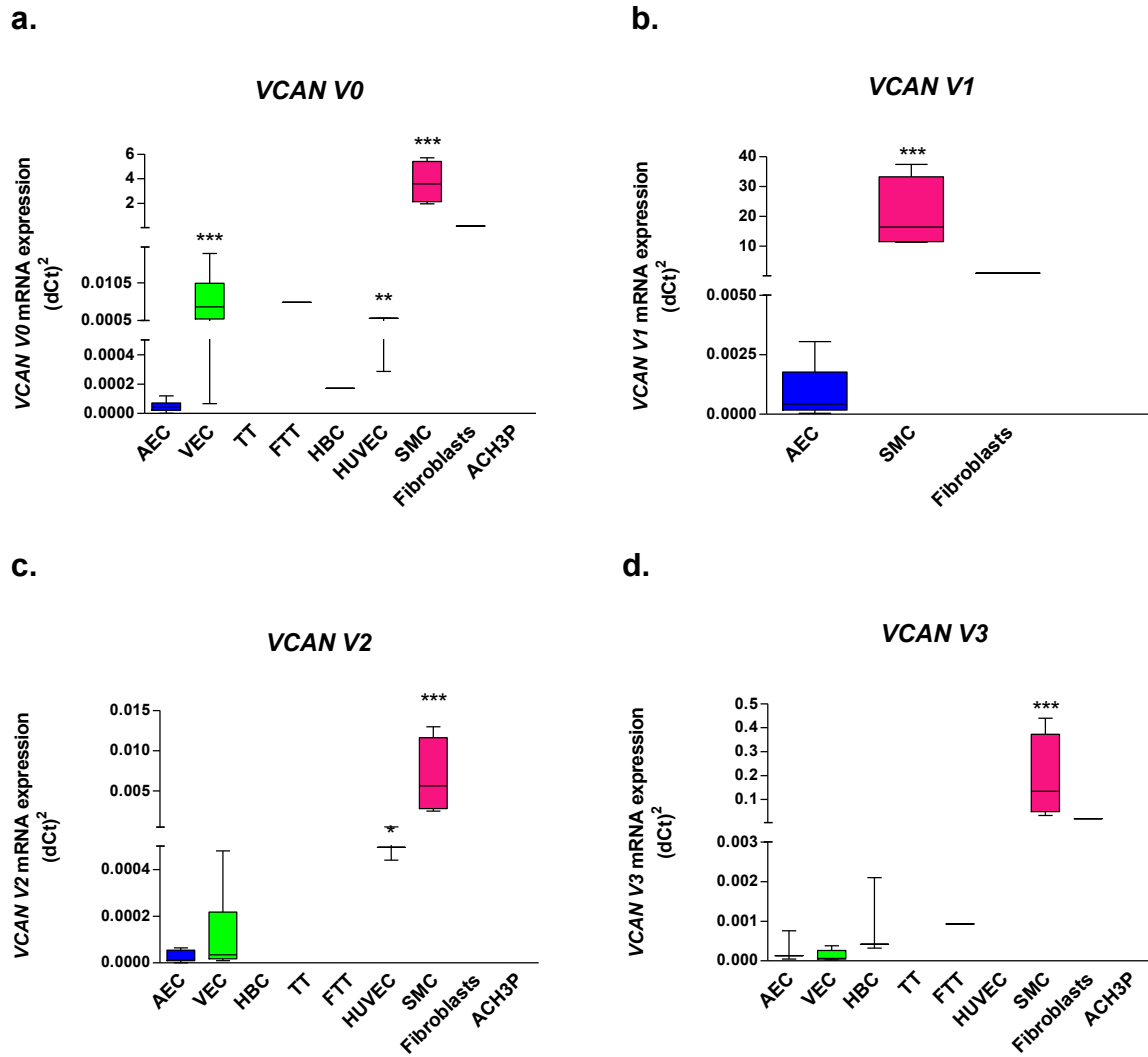 a.
VCAN V0
VCAN V0 mRNA expression
(dCt)²
6
4
2
0.0105
0.0005
0.0004
0.0002
0.0000
***
***
**
AEC
VEC
TT
FTT
HBC
HUVEC
SMC
Fibroblasts
ACH3P
b.
VCAN V1
VCAN V1 mRNA expression
(dCt)²
40
30
20
10
0.0050
0.0025
0.0000
***
AEC
SMC
Fibroblasts
c.
VCAN V2
VCAN V2 mRNA expression
(dCt)²
0.015
0.010
0.005
0.0004
0.0002
0.0000
***
*
AEC
VEC
HBC
TT
FTT
HUVEC
SMC
Fibroblasts
ACH3P
d.
VCAN V3
VCAN V3 mRNA expression
(dCt)²
0.5
0.4
0.3
0.2
0.1
0.003
0.002
0.001
0.000
***
AEC
VEC
HBC
TT
FTT
HUVEC
SMC
Fibroblasts
ACH3P